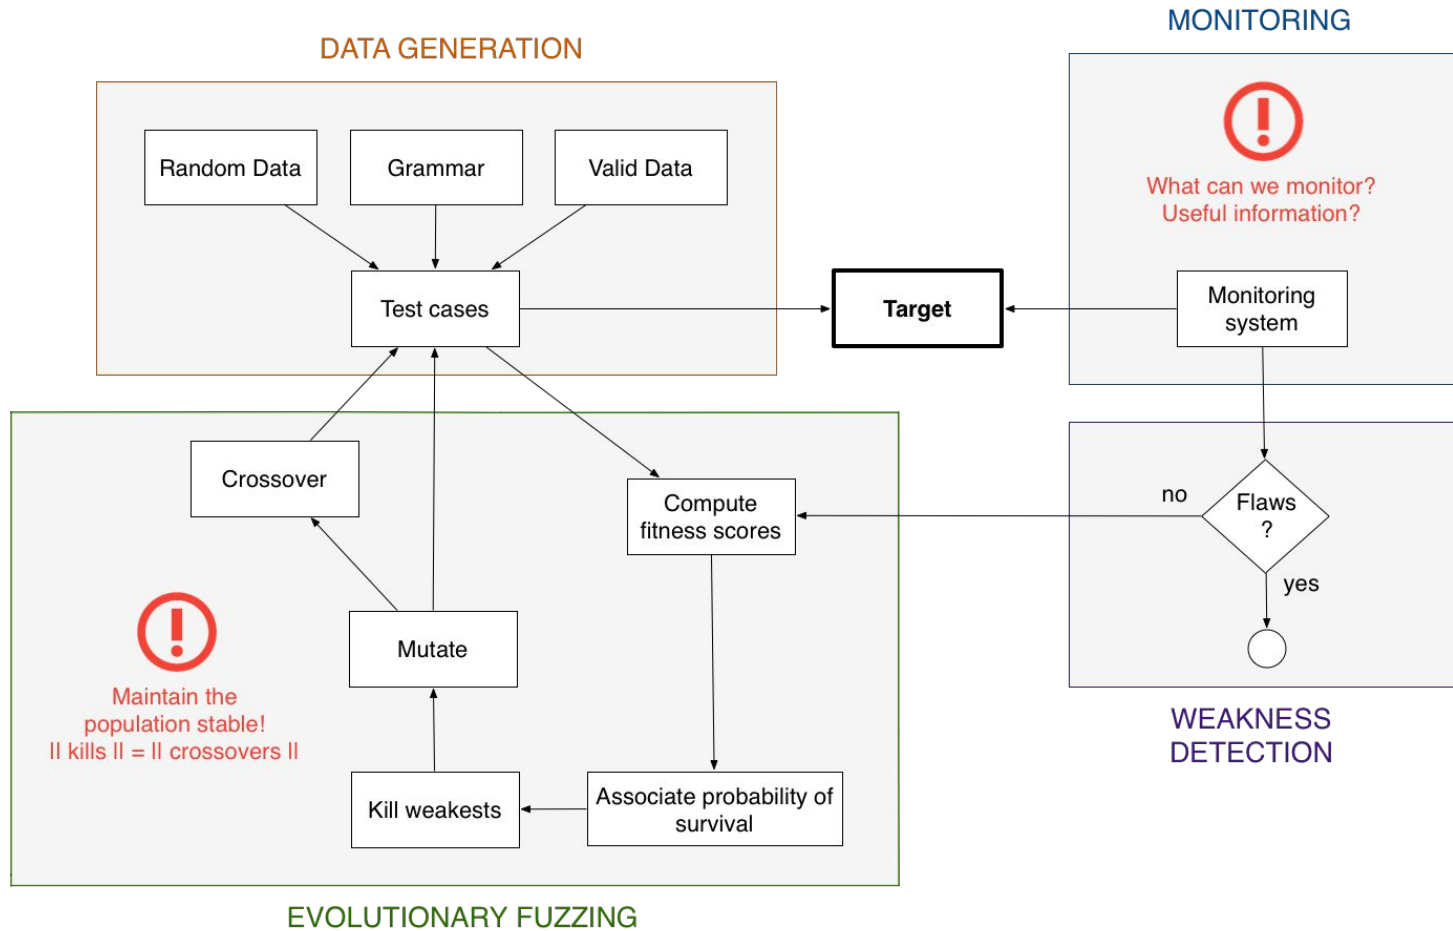 MONITORING
DATA GENERATION
What can we monitor?
Useful information?
Random Data
Grammar
Valid Data
Test cases
Target
Monitoring
system
Crossover
Compute
fitness scores
no
Flaws
?
yes
Mutate
Maintain the
population stable!
|| kills || = || crossovers ||
Kill weakests
Associate probability of
survival
WEAKNESS
DETECTION
EVOLUTIONARY FUZZING